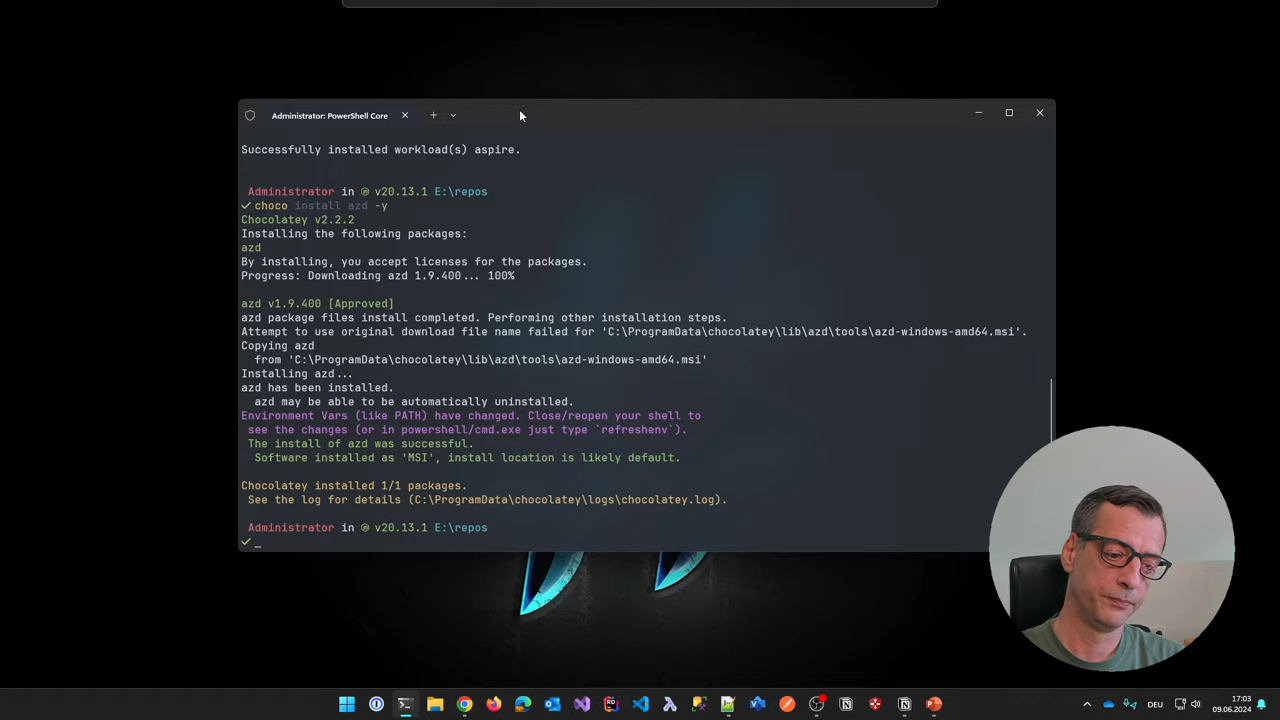 Administrator: PowerShell Core
Successfully installed workload(s) aspire.
Administrator in v20.13.1 E:\repos
choco install azd -y
Chocolatey v2.2.2
Installing the following packages:
azd
By installing, you accept licenses for the packages.
Progress: Downloading azd 1.9.400... 100%
azd v1.9.400 [Approved]
azd package files install completed. Performing other installation steps.
Attempt to use original download file name failed for 'C:\ProgramData\chocolatey\lib\azd\tools\azd-windows-amd64.msi'.
Copying azd
from 'C:\ProgramData\chocolatey\lib\azd\tools\azd-windows-amd64.msi'
Installing azd...
azd has been installed.
azd may be able to be automatically uninstalled.
Environment Vars (like PATH) have changed. Close/reopen your shell to
see the changes (or in powershell/cmd.exe just type `refreshenv`).
The install of azd was successful.
Software installed as 'MSI', install location is likely default.
Chocolatey installed 1/1 packages.
See the log for details (C:\ProgramData\chocolatey\logs\chocolatey.log).
Administrator in v20.13.1 E:\repos
DEU
17:03
09.06.2024